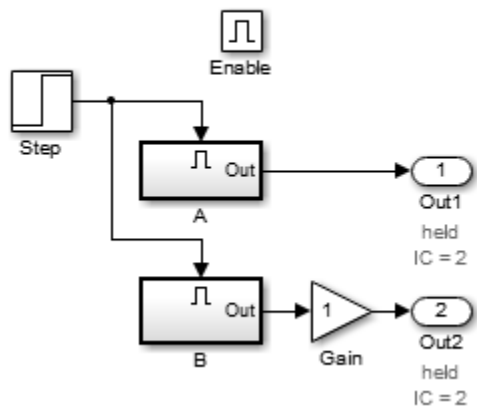 Enable
Step
Out
A
1
Out1
held
IC = 2
Out
B
1
Gain
2
Out2
held
IC = 2